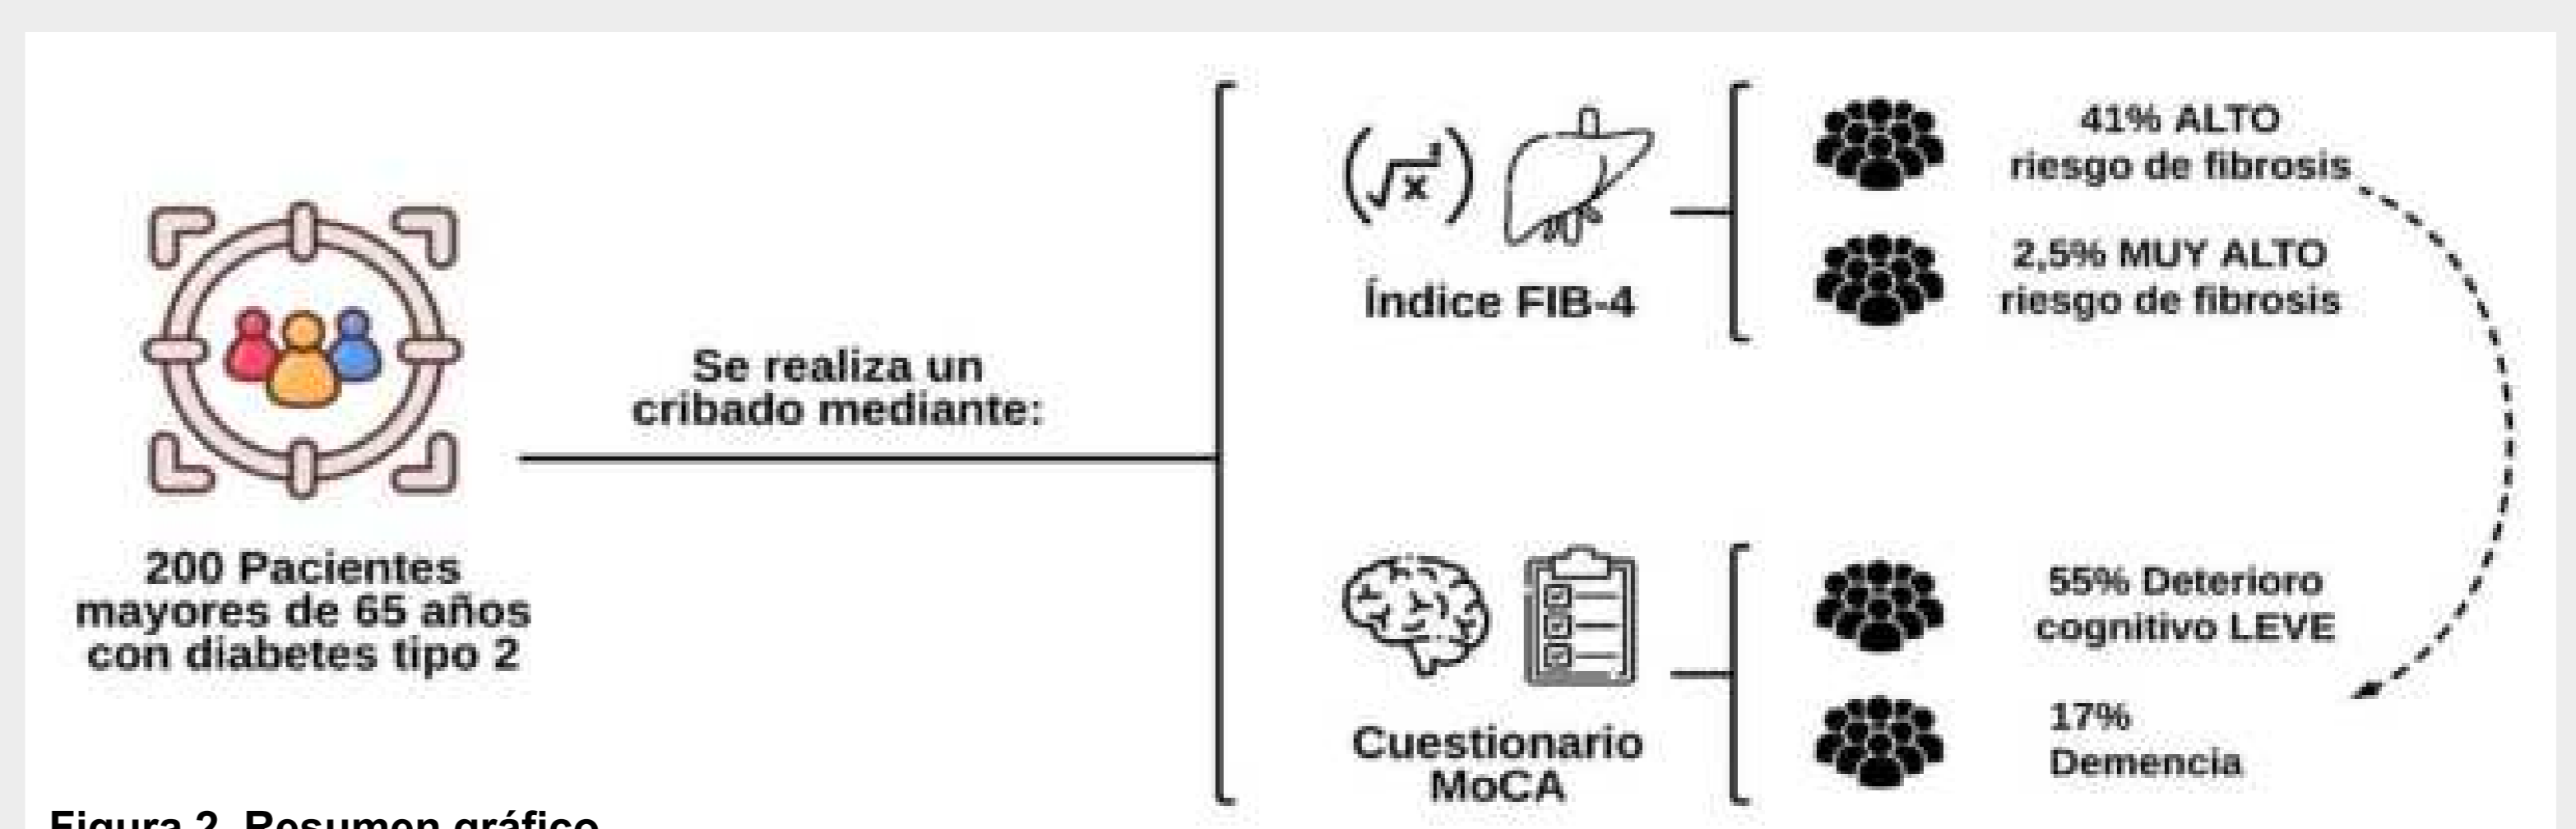 200 Pacientes
mayores de 65 años
con diabetes tipo 2
Se realiza un
cribado mediante:
Índice FIB-4
41% ALTO
riesgo de fibrosis
2,5% MUY ALTO
riesgo de fibrosis
Cuestionario
MoCA
55% Deterioro
cognitivo LEVE
17%
Demencia
Figura 2. Resumen gráfico